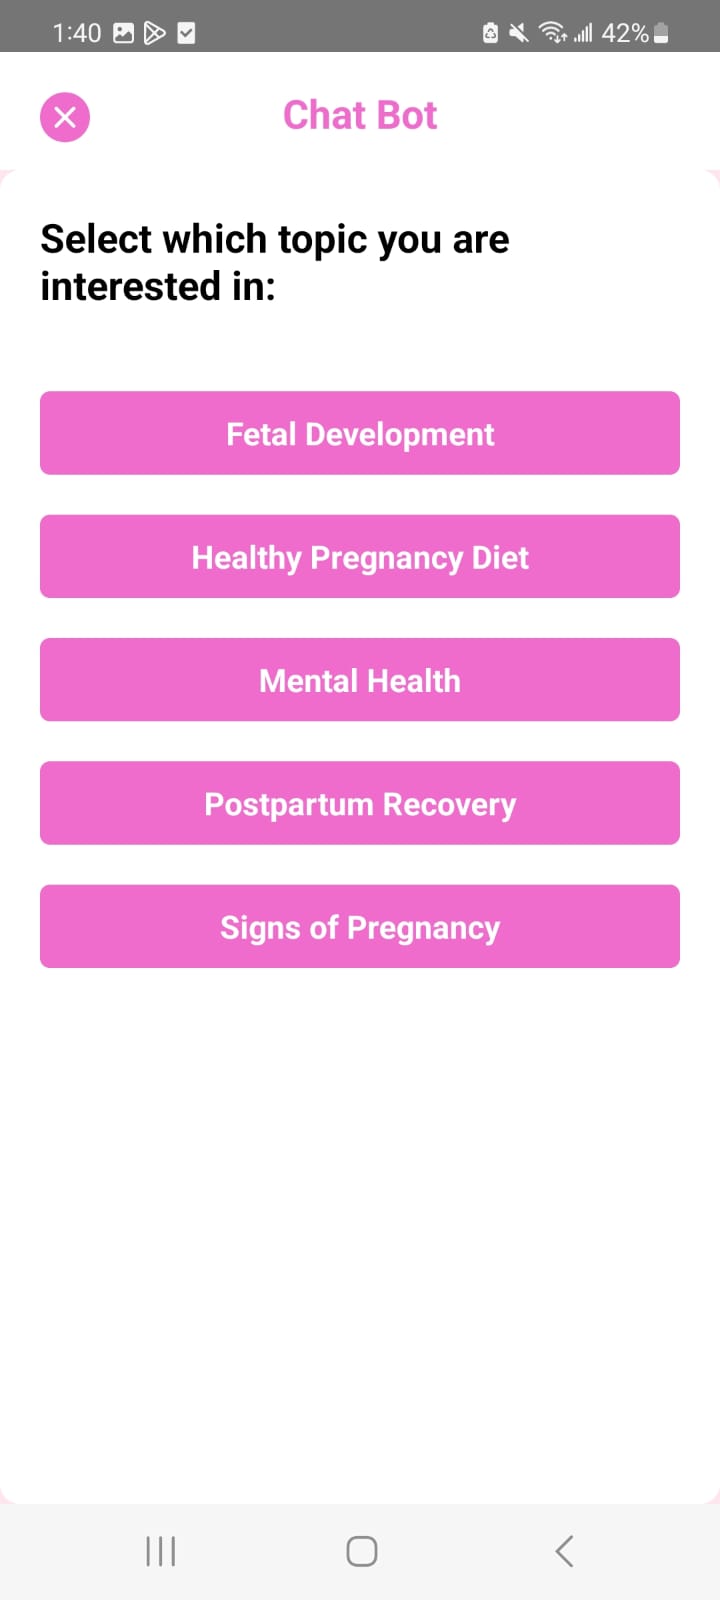 1:40
42%
Chat Bot
Select which topic you are
interested in:
Fetal Development
Healthy Pregnancy Diet
Mental Health
Postpartum Recovery
Signs of Pregnancy